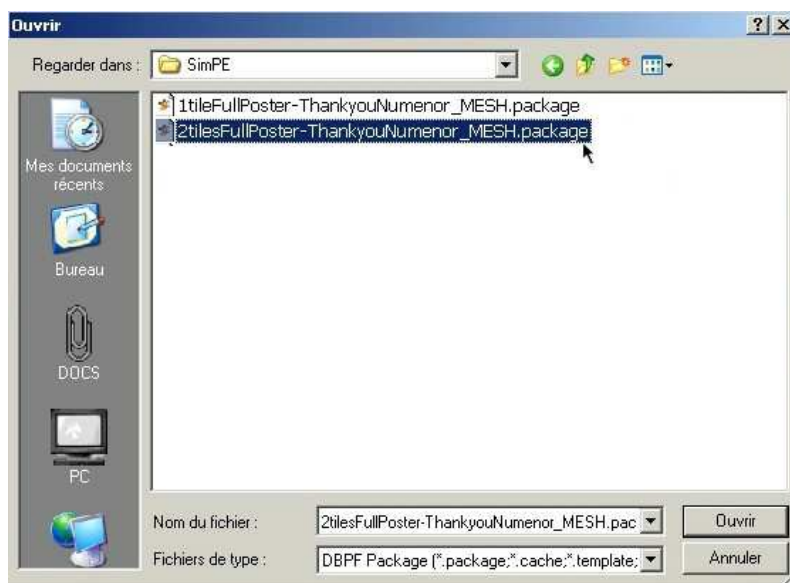 Ouvrir
Regarder dans :
SimPE
1tileFullPoster-ThankyouNumenor_MESH.package
2tilesFullPoster-ThankyouNumenor_MESH.package
Mes documents
récents
Bureau
DOCS
PC
Nom du fichier :
2tilesFullPoster-ThankyouNumenor_MESH.pac
Ouvrir
Fichiers de type :
DBPF Package (*.package;*.cache;*.template;
Annuler